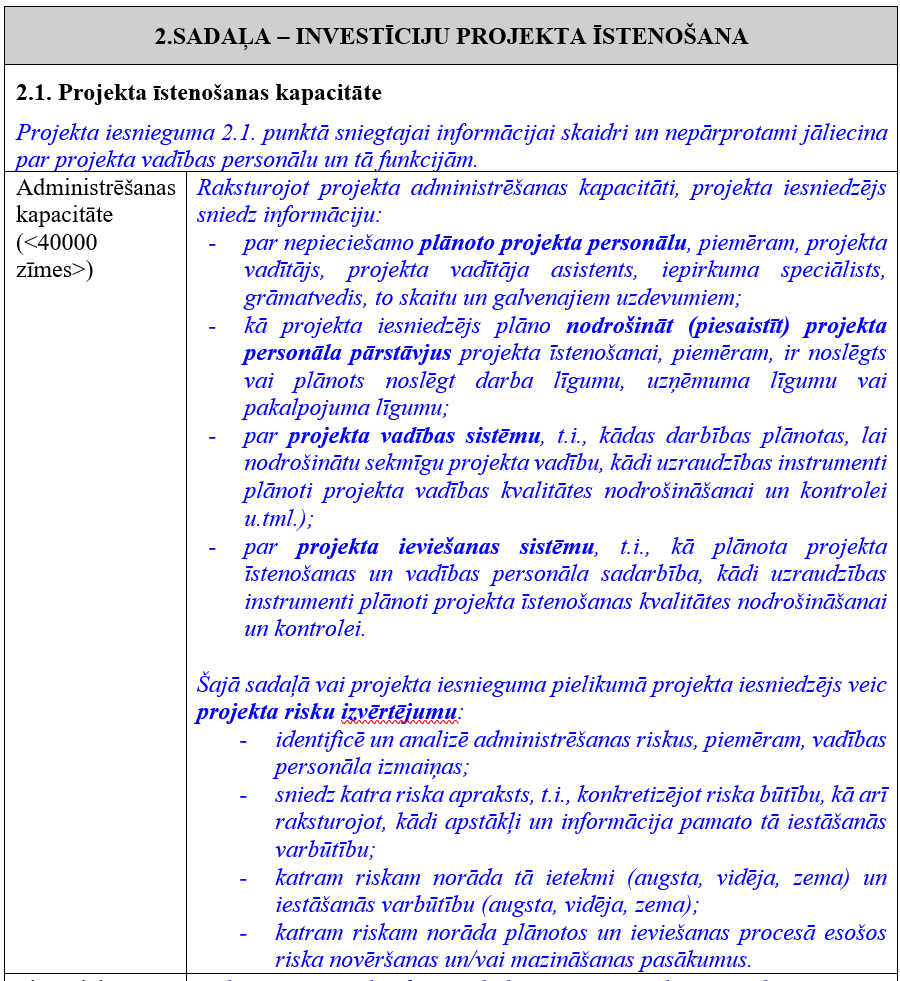 2.SADAĻA – INVESTĪCIJU PROJEKTA ĪSTENOŠANA
2.1. Projekta īstenošanas kapacitāte
Projekta iesnieguma 2.1. punktā sniegtajai informācijai skaidri un nepārprotami jāliecina
par projekta vadības personālu un tā funkcijām.
Administrēšanas
kapacitāte
(<40000
zīmes>)
Raksturojot projekta administrēšanas kapacitāti, projekta iesniedzējs
sniedz informāciju:
- par nepieciešamo plānoto projekta personālu, piemēram, projekta
vadītājs, projekta vadītāja asistents, iepirkuma speciālists,
grāmatvedis, to skaitu un galvenajiem uzdevumiem;
- kā projekta iesniedzējs plāno nodrošināt (piesaistīt) projekta
personāla pārstāvjus projekta īstenošanai, piemēram, ir noslēgts
vai plānots noslēgt darba līgumu, uzņēmuma līgumu vai
pakalpojuma līgumu;
- par projekta vadības sistēmu, t.i., kādas darbības plānotas, lai
nodrošinātu sekmīgu projekta vadību, kādi uzraudzības instrumenti
plānoti projekta vadības kvalitātes nodrošināšanai un kontrolei
u.tml.);
- par projekta ieviešanas sistēmu, t.i., kā plānota projekta
īstenošanas un vadības personāla sadarbība, kādi uzraudzības
instrumenti plānoti projekta īstenošanas kvalitātes nodrošināšanai
un kontrolei.
Šajā sadaļā vai projekta iesnieguma pielikumā projekta iesniedzējs veic
projekta risku izvērtējumu:
- identificē un analizē administrēšanas riskus, piemēram, vadības
personāla izmaiņas;
- sniedz katra riska apraksts, t.i., konkretizējot riska būtību, kā arī
raksturojot, kādi apstākļi un informācija pamato tā iestāšanās
varbūtību;
- katram riskam norāda tā ietekmi (augsta, vidēja, zema) un
iestāšanās varbūtību (augsta, vidēja, zema);
- katram riskam norāda plānotos un ieviešanas procesā esošos
riska novēršanas un/vai mazināšanas pasākumus.